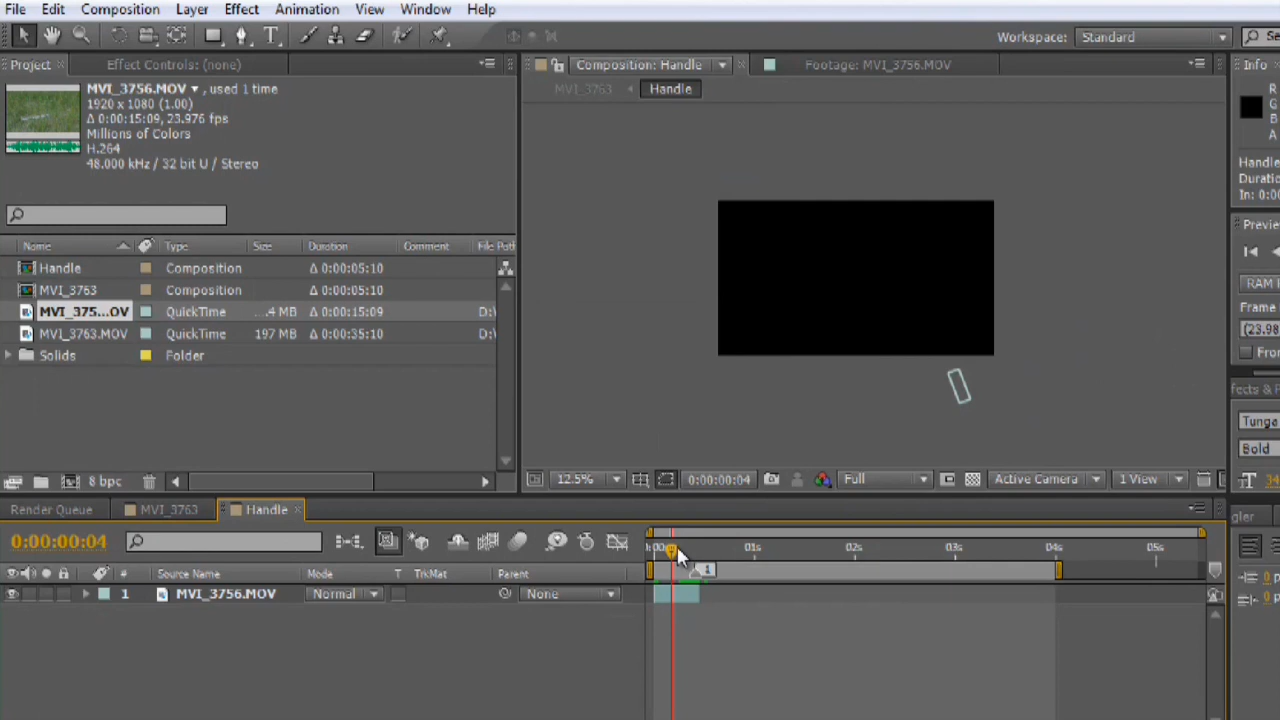 File Edit Composition Layer Effect Animation View Window Help
Workspace: Standard Se
Project Effect Controls: (none) Composition: Handle Footage: MVI_3756.MOV Info
MVI_3756.MOV , used 1 time
1920 x 1080 (1.00)
Δ 0:00:15:09, 23.976 fps
Millions of Colors
H.264
48.000 kHz / 32 bit U / Stereo
MVI_3763 Handle
R
G
B
A
Handle
Duratio
In: 0:0
Name Type Size Duration Comment File Path
Handle Composition Δ 0:00:05:10
MVI_3763 Composition Δ 0:00:05:10
MVI_375...OV QuickTime ....4 MB Δ 0:00:15:09 D:\
MVI_3763.MOV QuickTime 197 MB Δ 0:00:35:10 D:\
Solids Folder
Preview
RAM
Frame
(23.98
Fro
fects & P
Tunga
Bold
8 bpc
12.5% 0:00:00:04 Full Active Camera 1 View
Render Queue MVI_3763 Handle
0:00:00:04
01s 02s 03s 04s 05s
1
# Source Name Mode T TrkMat Parent
1 MVI_3756.MOV Normal None
gler